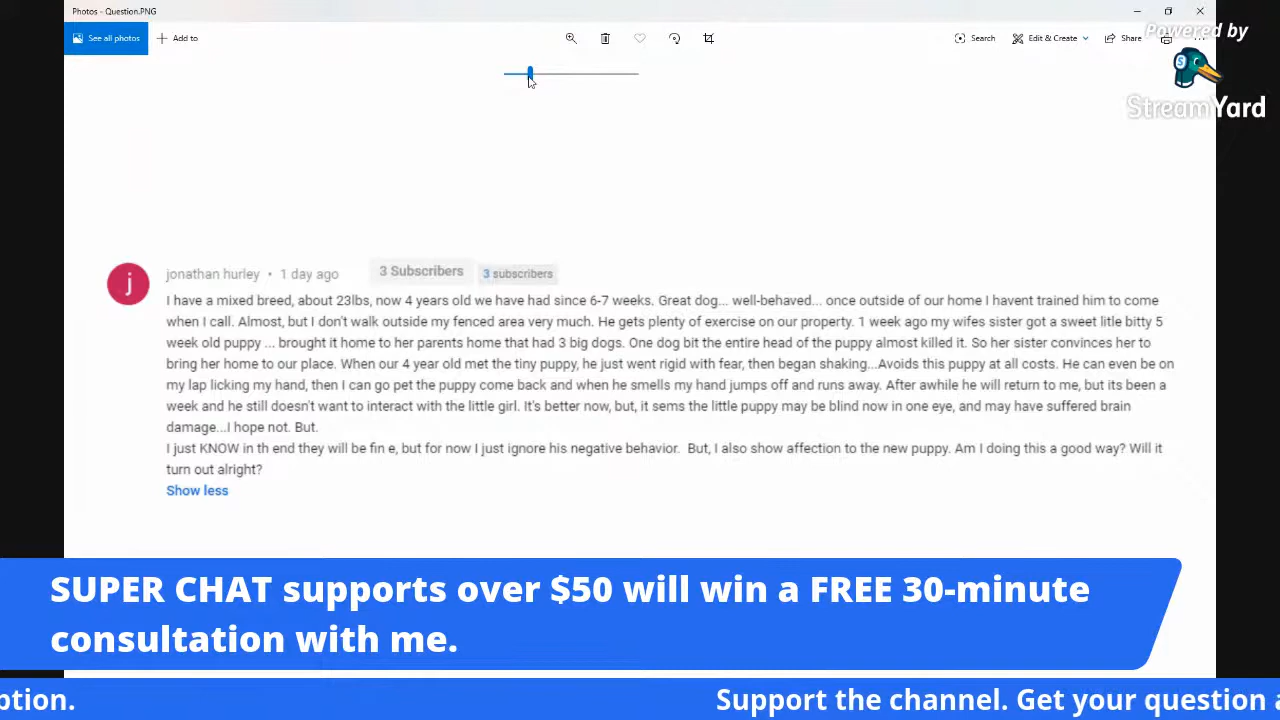 Photos - Question.PNG
See all photos
Add to
Search
Edit & Create
Share
Powered by
StreamYard
j
jonathan hurley • 1 day ago 3 Subscribers 3 subscribers
I have a mixed breed, about 23lbs, now 4 years old we have had since 6-7 weeks. Great dog... well-behaved... once outside of our home I havent trained him to come
when I call. Almost, but I don't walk outside my fenced area very much. He gets plenty of exercise on our property. 1 week ago my wifes sister got a sweet litle bitty 5
week old puppy ... brought it home to her parents home that had 3 big dogs. One dog bit the entire head of the puppy almost killed it. So her sister convinces her to
bring her home to our place. When our 4 year old met the tiny puppy, he just went rigid with fear, then began shaking...Avoids this puppy at all costs. He can even be on
my lap licking my hand, then I can go pet the puppy come back and when he smells my hand jumps off and runs away. After awhile he will return to me, but its been a
week and he still doesn't want to interact with the little girl. It's better now, but, it sems the little puppy may be blind now in one eye, and may have suffered brain
damage...I hope not. But.
I just KNOW in th end they will be fin e, but for now I just ignore his negative behavior. But, I also show affection to the new puppy. Am I doing this a good way? Will it
turn out alright?
Show less
SUPER CHAT supports over $50 will win a FREE 30-minute
consultation with me.
ption. Support the channel. Get your question a